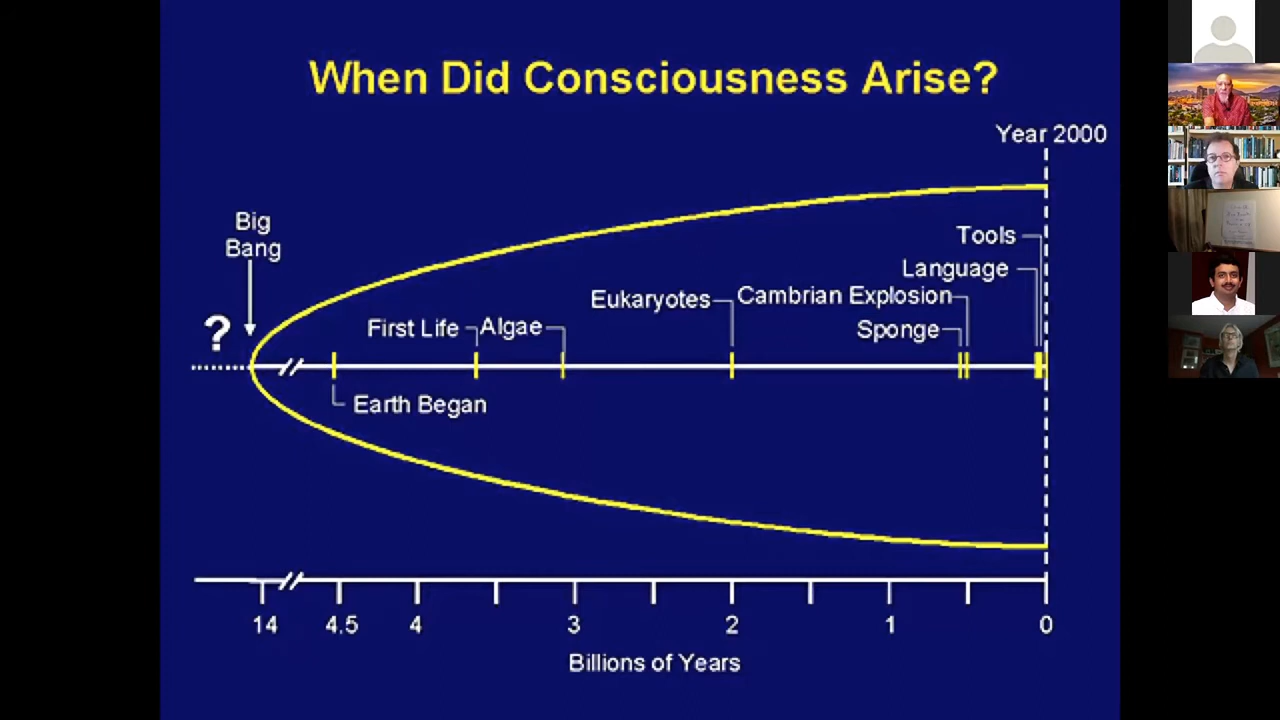 When Did Consciousness Arise?
Year 2000
Big
Bang
Tools
Language
Eukaryotes
Cambrian Explosion
?
First Life
Algae
Sponge
Earth Began
14
4.5
4
3
2
1
0
Billions of Years